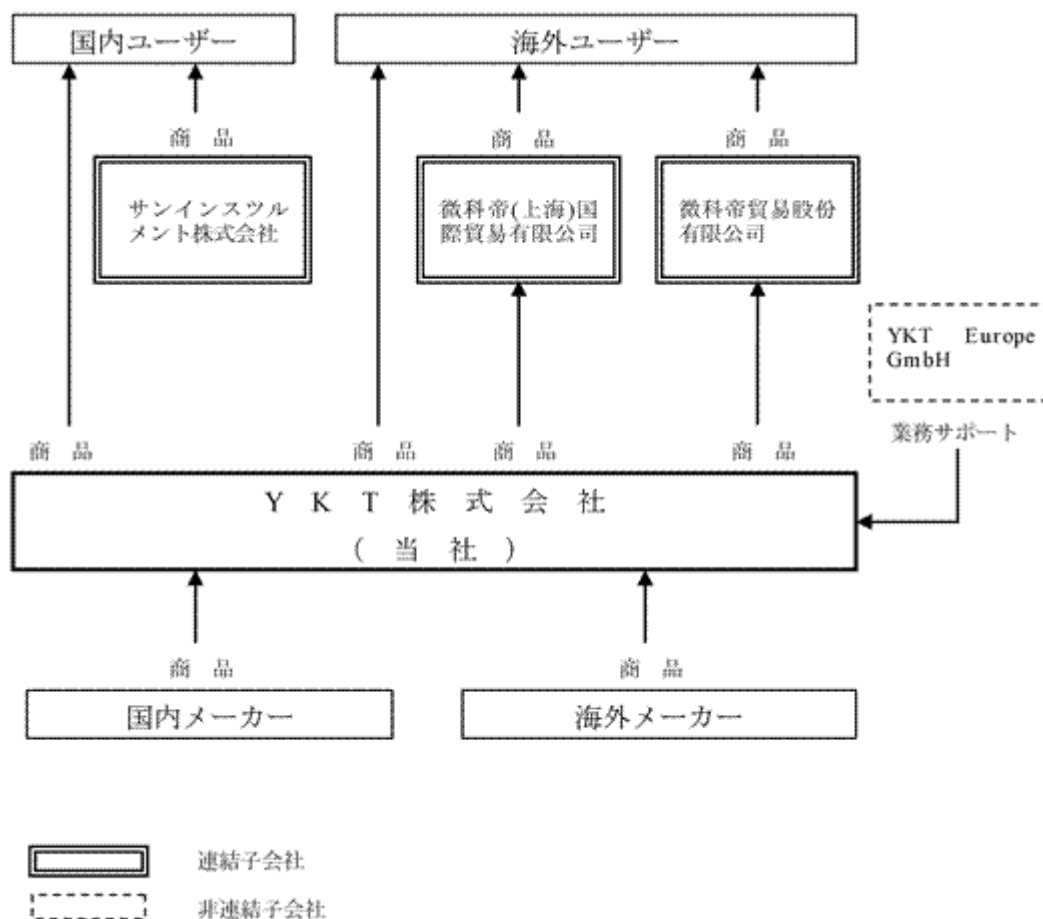 国内ユーザー
海外ユーザー
商 品
商 品
商 品
サンインスツル
メント株式会社
微科帝(上海)国
際貿易有限公司
微科帝貿易股份
有限公司
YKT Europe
GmbH
業務サポート
商 品
商 品
商 品
商 品
Y K T 株 式 会 社
( 当 社 )
商 品
商 品
国内メーカー
海外メーカー
連結子会社
非連結子会社